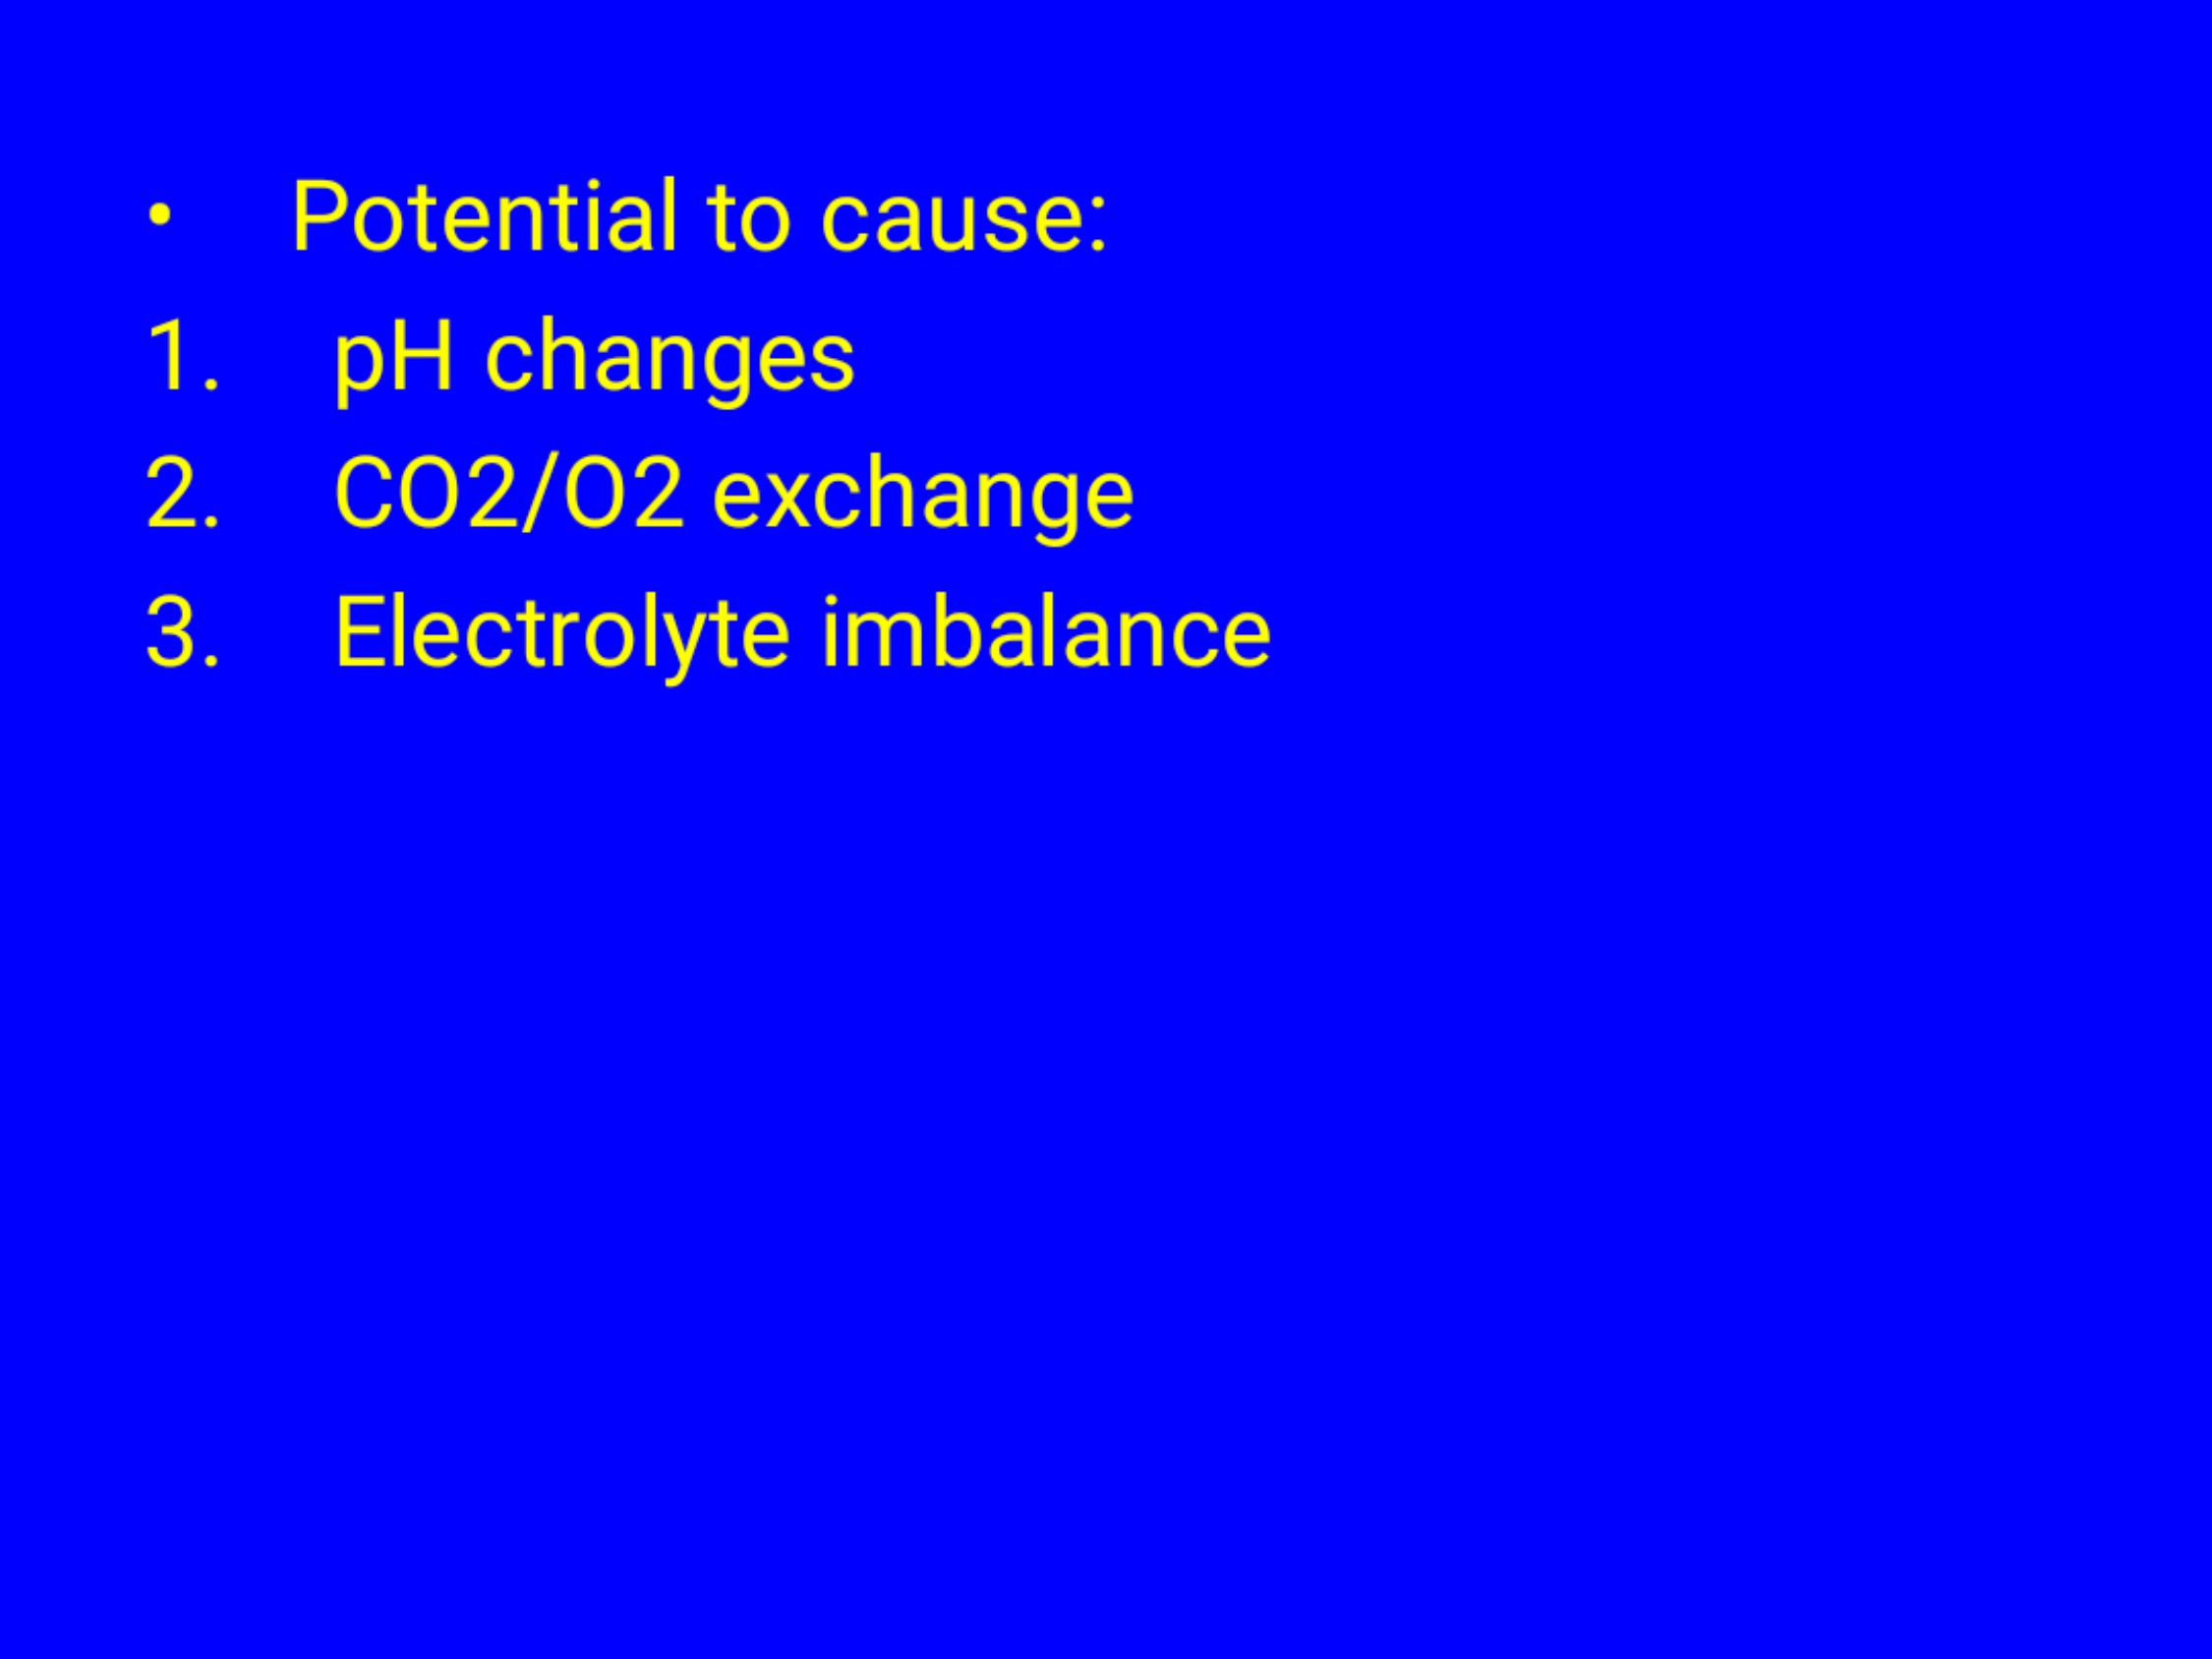 • Potential to cause:
1. pH changes
2. CO2/O2 exchange
3. Electrolyte imbalance